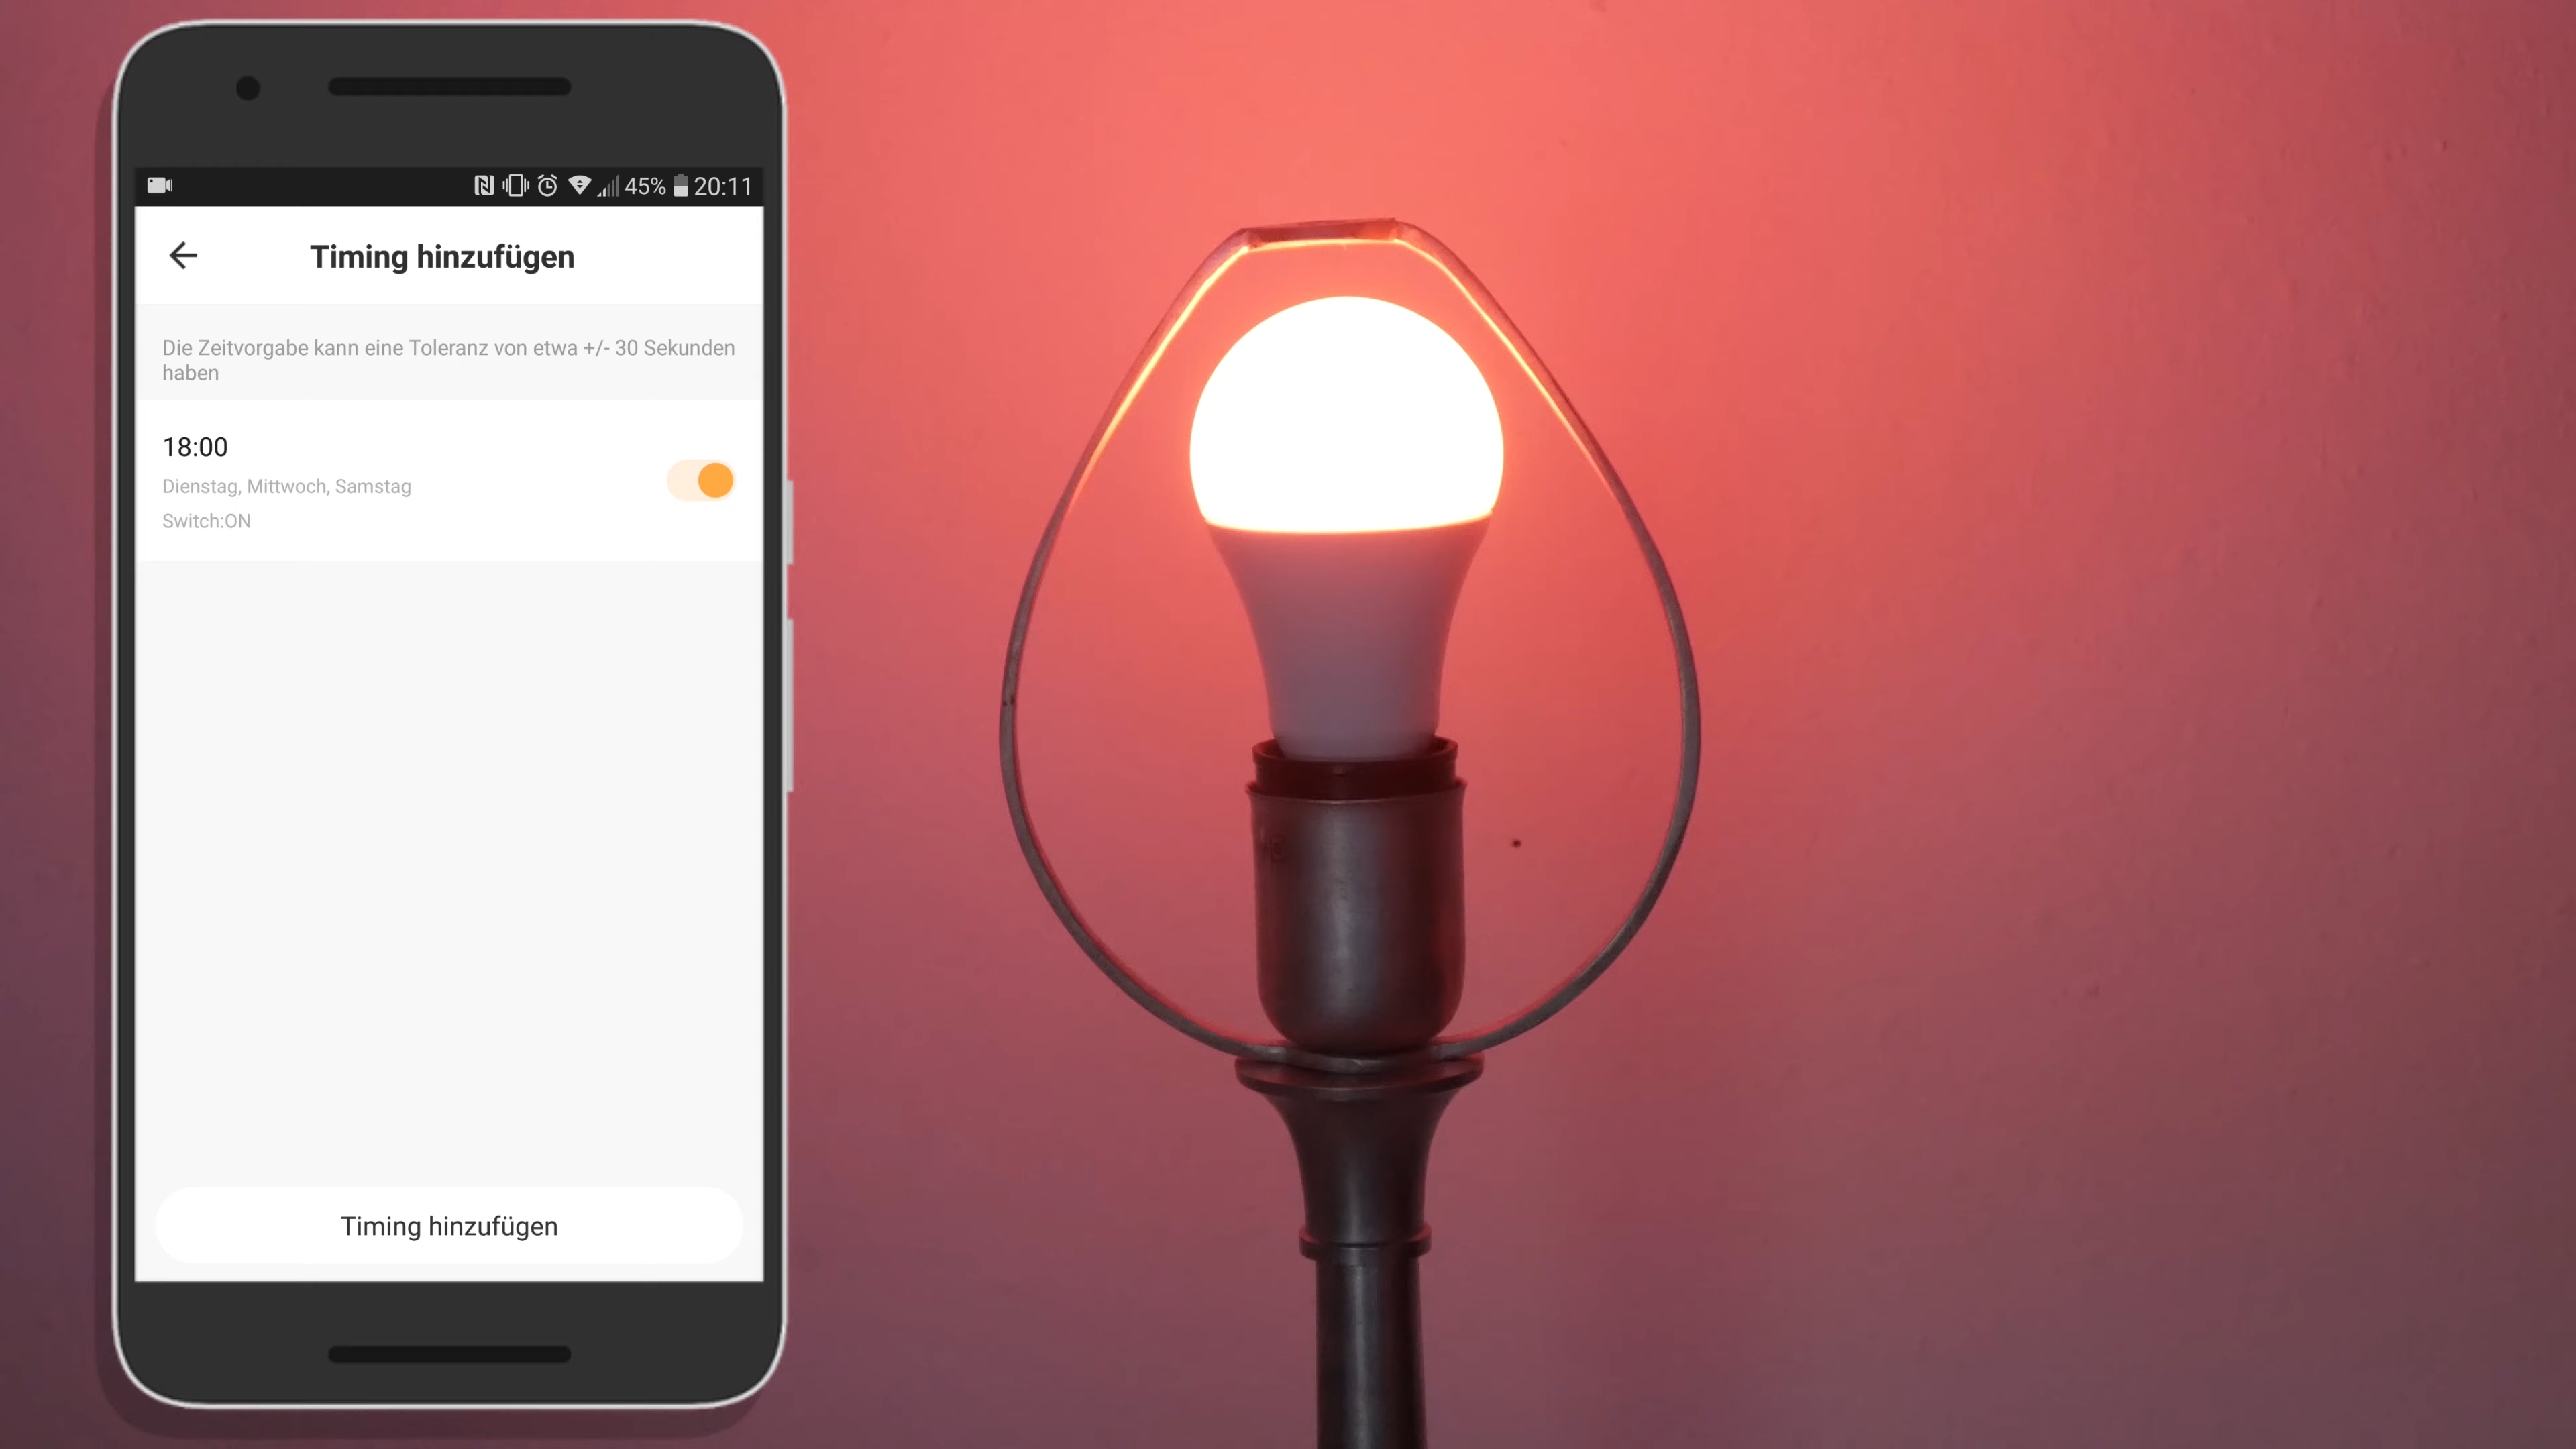 45% 20:11
Timing hinzufügen
Die Zeitvorgabe kann eine Toleranz von etwa +/- 30 Sekunden
haben
18:00
Dienstag, Mittwoch, Samstag
Switch:ON
Timing hinzufügen